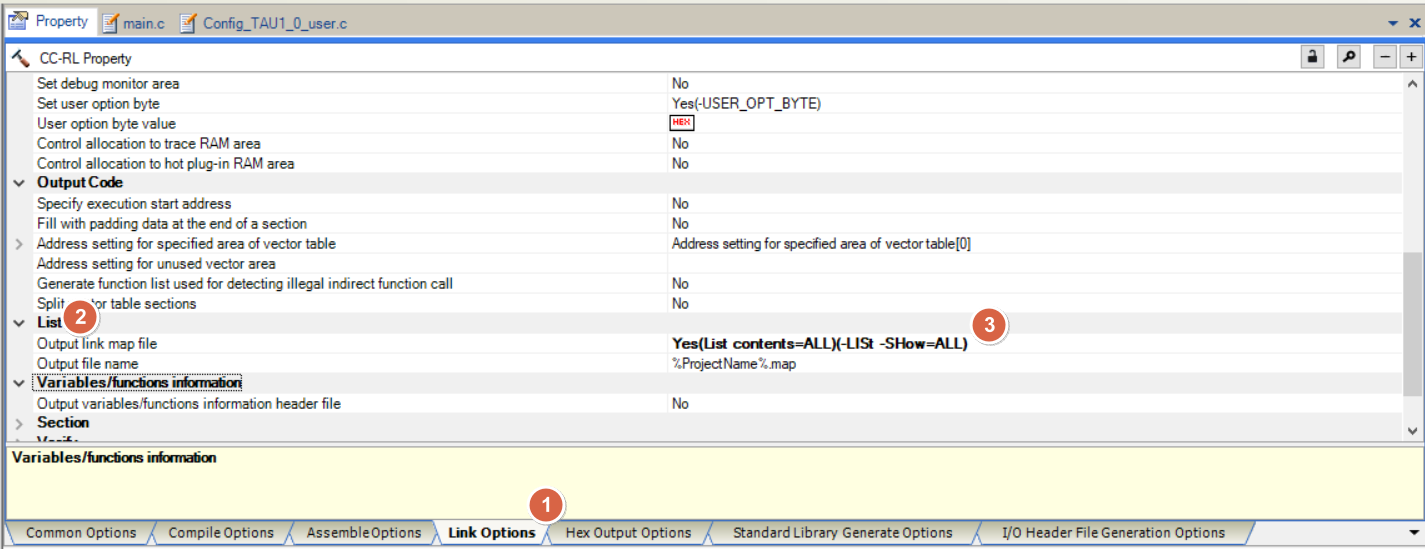 Property main.c Config_TAU1_0_user.c
CC-RL Property
Set debug monitor area No
Set user option byte Yes(-USER_OPT_BYTE)
User option byte value HEX
Control allocation to trace RAM area No
Control allocation to hot plug-in RAM area No
Output Code
Specify execution start address No
Fill with padding data at the end of a section No
Address setting for specified area of vector table Address setting for specified area of vector table[0]
Address setting for unused vector area
Generate function list used for detecting illegal indirect function call No
Split tor table sections No
List 2 3
Output link map file Yes(List contents=ALL)(-LISt -SHow=ALL)
Output file name %ProjectName%.map
Variables/functions information
Output variables/functions information header file No
Section
Variables/functions information
1
Common Options Compile Options Assemble Options Link Options Hex Output Options Standard Library Generate Options I/O Header File Generation Options